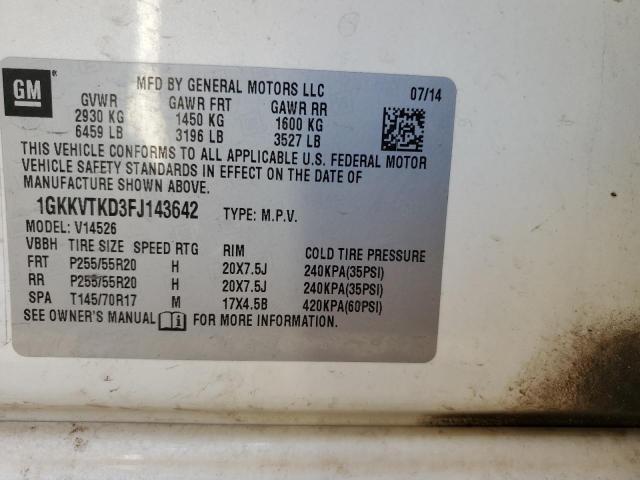 GM
MFD BY GENERAL MOTORS LLC 07/14
GVWR GAWR FRT GAWR RR
2930 KG 1450 KG 1600 KG
6459 LB 3196 LB 3527 LB
THIS VEHICLE CONFORMS TO ALL APPLICABLE U.S. FEDERAL MOTOR
VEHICLE SAFETY STANDARDS IN EFFECT ON THE DATE OF
MANUFACTURE SHOWN ABOVE.
1GKKVTKD3FJ143642 TYPE: M.P.V.
MODEL: V14526
VBBH TIRE SIZE SPEED RTG RIM COLD TIRE PRESSURE
FRT P255/55R20 H 20X7.5J 240KPA(35PSI)
RR P255/55R20 H 20X7.5J 240KPA(35PSI)
SPA T145/70R17 M 17X4.5B 420KPA(60PSI)
SEE OWNER'S MANUAL FOR MORE INFORMATION.